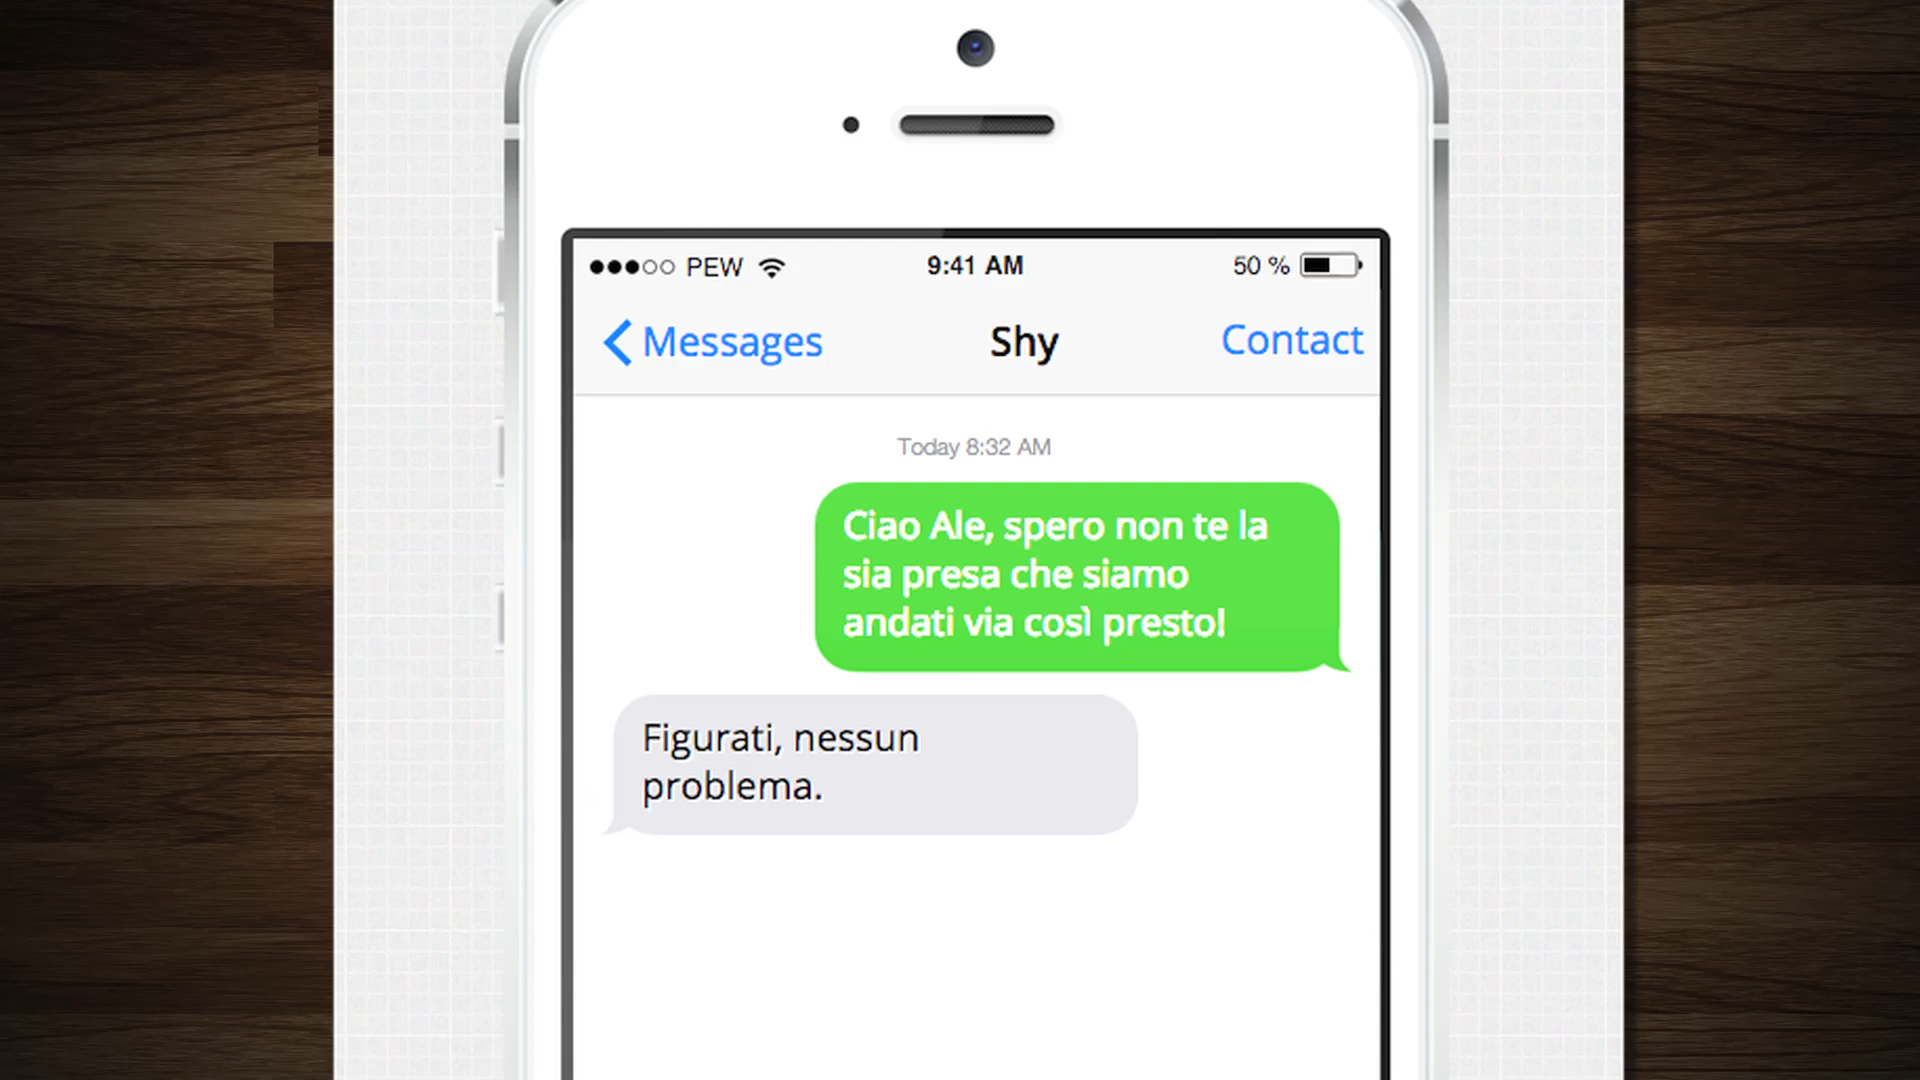 PEW 9:41 AM 50 %
Messages Shy Contact
Today 8:32 AM
Ciao Ale, spero non te la
sia presa che siamo
andati via così presto!
Figurati, nessun
problema.